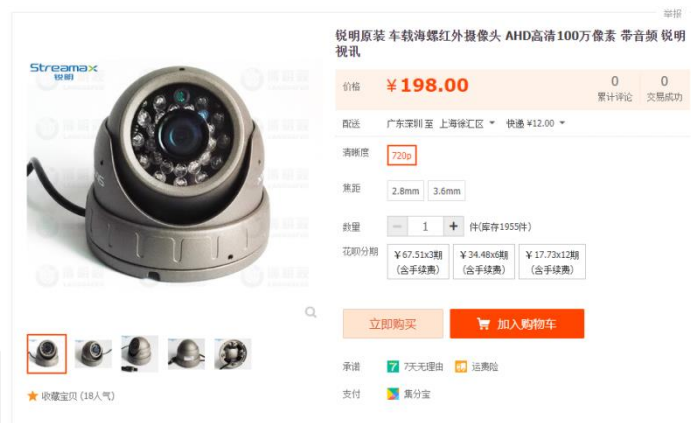 举报
锐明原装 车载海螺红外摄像头 AHD高清100万像素 带音频 锐明
视讯
Streamax
锐明
价格
¥198.00
0
累计评论
0
交易成功
配送
广东深圳 至 上海徐汇区 快递 ¥12.00
清晰度
720p
焦距
2.8mm
3.6mm
数量
1
件(库存1955件)
花呗分期
¥67.51x3期
(含手续费)
¥34.48x6期
(含手续费)
¥17.73x12期
(含手续费)
立即购买
加入购物车
承诺
7天无理由
运费险
支付
集分宝
收藏宝贝 (18人气)